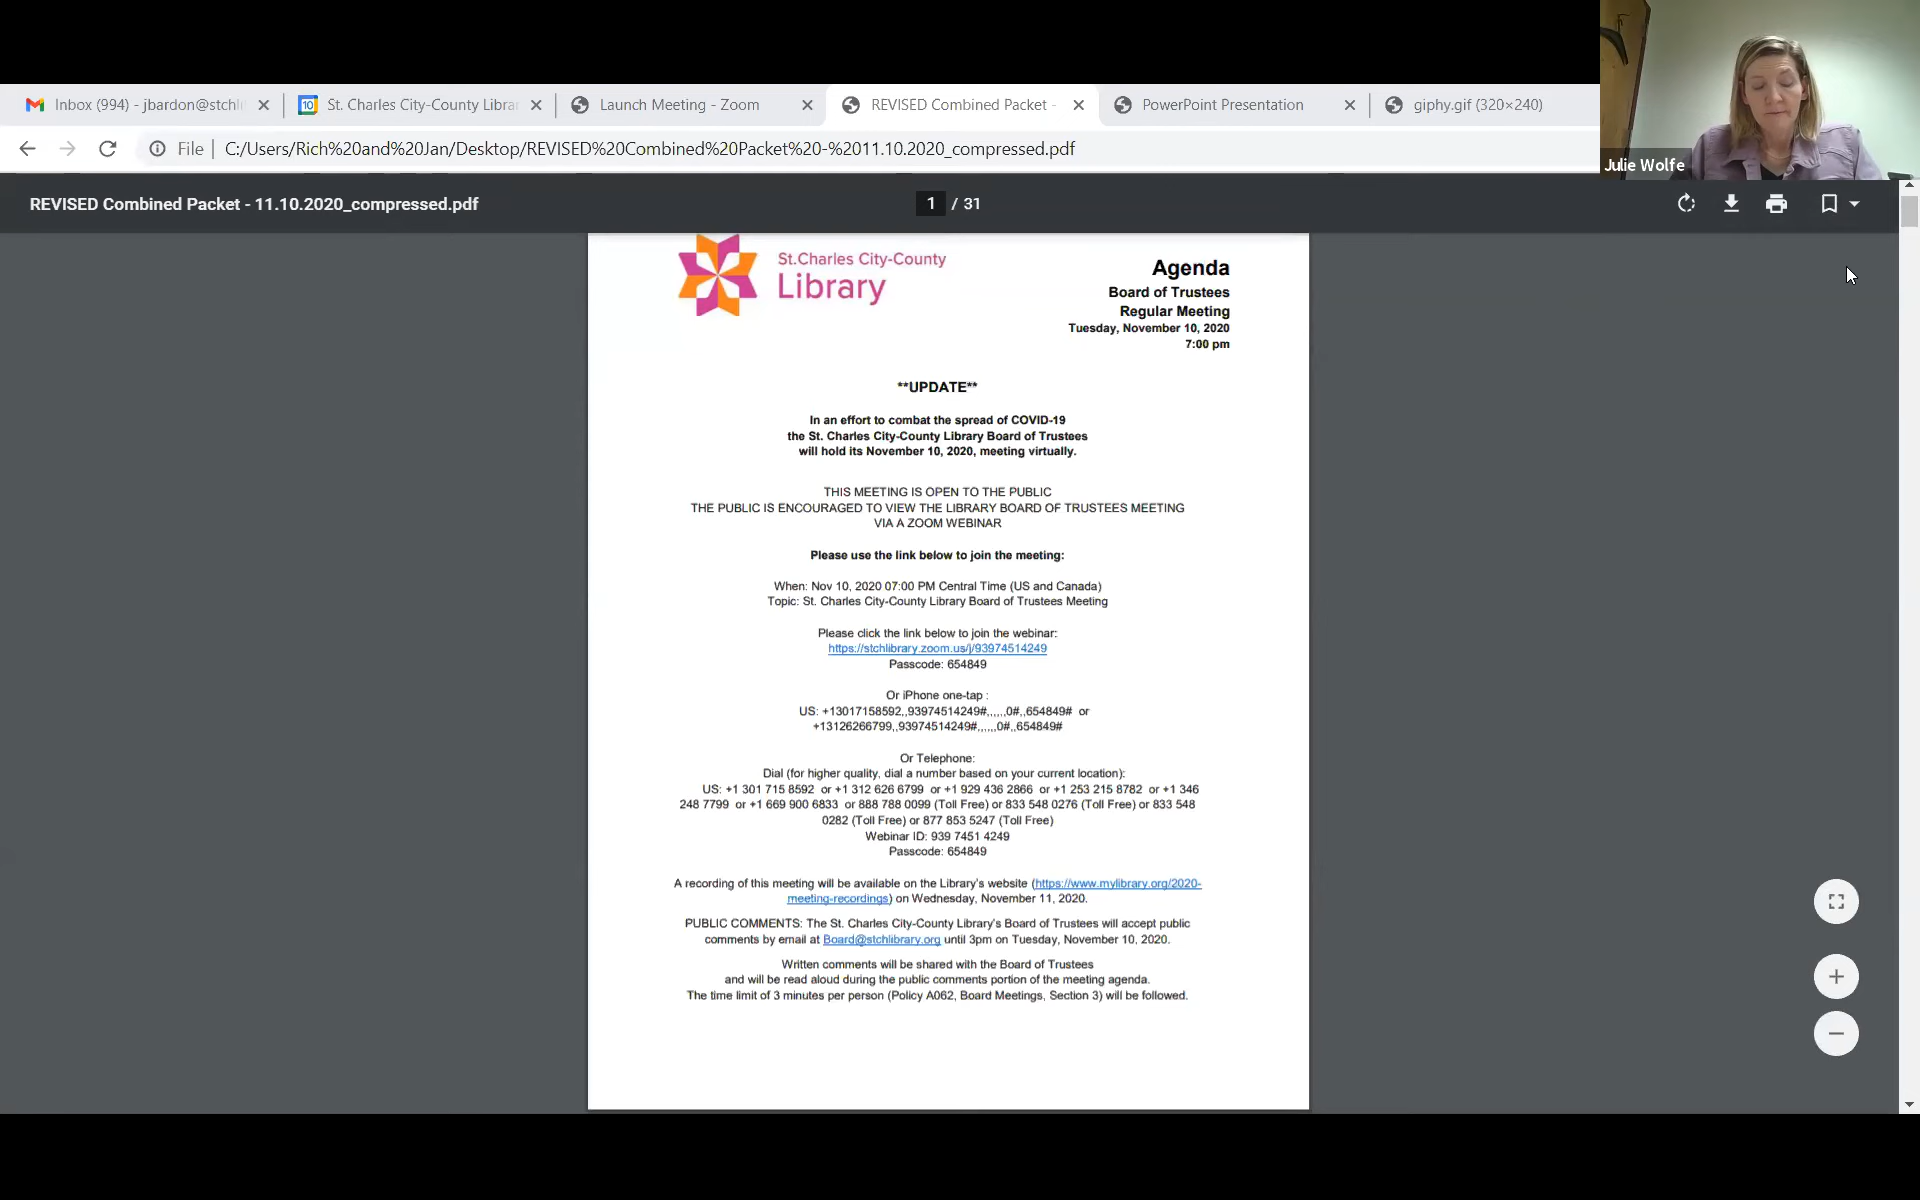 Inbox (994) - jbardon@stchli
St. Charles City-County Librar
Launch Meeting - Zoom
REVISED Combined Packet -
PowerPoint Presentation
giphy.gif (320×240)
File
C:/Users/Rich%20and%20Jan/Desktop/REVISED%20Combined%20Packet%20-%2011.10.2020_compressed.pdf
Julie Wolfe
REVISED Combined Packet - 11.10.2020_compressed.pdf
1 / 31
St.Charles City-County
Library
Agenda
Board of Trustees
Regular Meeting
Tuesday, November 10, 2020
7:00 pm
**UPDATE**
In an effort to combat the spread of COVID-19
the St. Charles City-County Library Board of Trustees
will hold its November 10, 2020, meeting virtually.
THIS MEETING IS OPEN TO THE PUBLIC
THE PUBLIC IS ENCOURAGED TO VIEW THE LIBRARY BOARD OF TRUSTEES MEETING
VIA A ZOOM WEBINAR
Please use the link below to join the meeting:
When: Nov 10, 2020 07:00 PM Central Time (US and Canada)
Topic: St. Charles City-County Library Board of Trustees Meeting
Please click the link below to join the webinar:
https://stchlibrary.zoom.us/j/93974514249
Passcode: 654849
Or iPhone one-tap :
US: +13017158592,,93974514249#,,,,,,0#,,654849# or
+13126266799,,93974514249#,,,,,,0#,,654849#
Or Telephone:
Dial (for higher quality, dial a number based on your current location):
US: +1 301 715 8592 or +1 312 626 6799 or +1 929 436 2866 or +1 253 215 8782 or +1 346
248 7799 or +1 669 900 6833 or 888 788 0099 (Toll Free) or 833 548 0276 (Toll Free) or 833 548
0282 (Toll Free) or 877 853 5247 (Toll Free)
Webinar ID: 939 7451 4249
Passcode: 654849
A recording of this meeting will be available on the Library's website (https://www.mylibrary.org/2020-
meeting-recordings) on Wednesday, November 11, 2020.
PUBLIC COMMENTS: The St. Charles City-County Library's Board of Trustees will accept public
comments by email at Board@stchlibrary.org until 3pm on Tuesday, November 10, 2020.
Written comments will be shared with the Board of Trustees
and will be read aloud during the public comments portion of the meeting agenda.
The time limit of 3 minutes per person (Policy A062, Board Meetings, Section 3) will be followed.